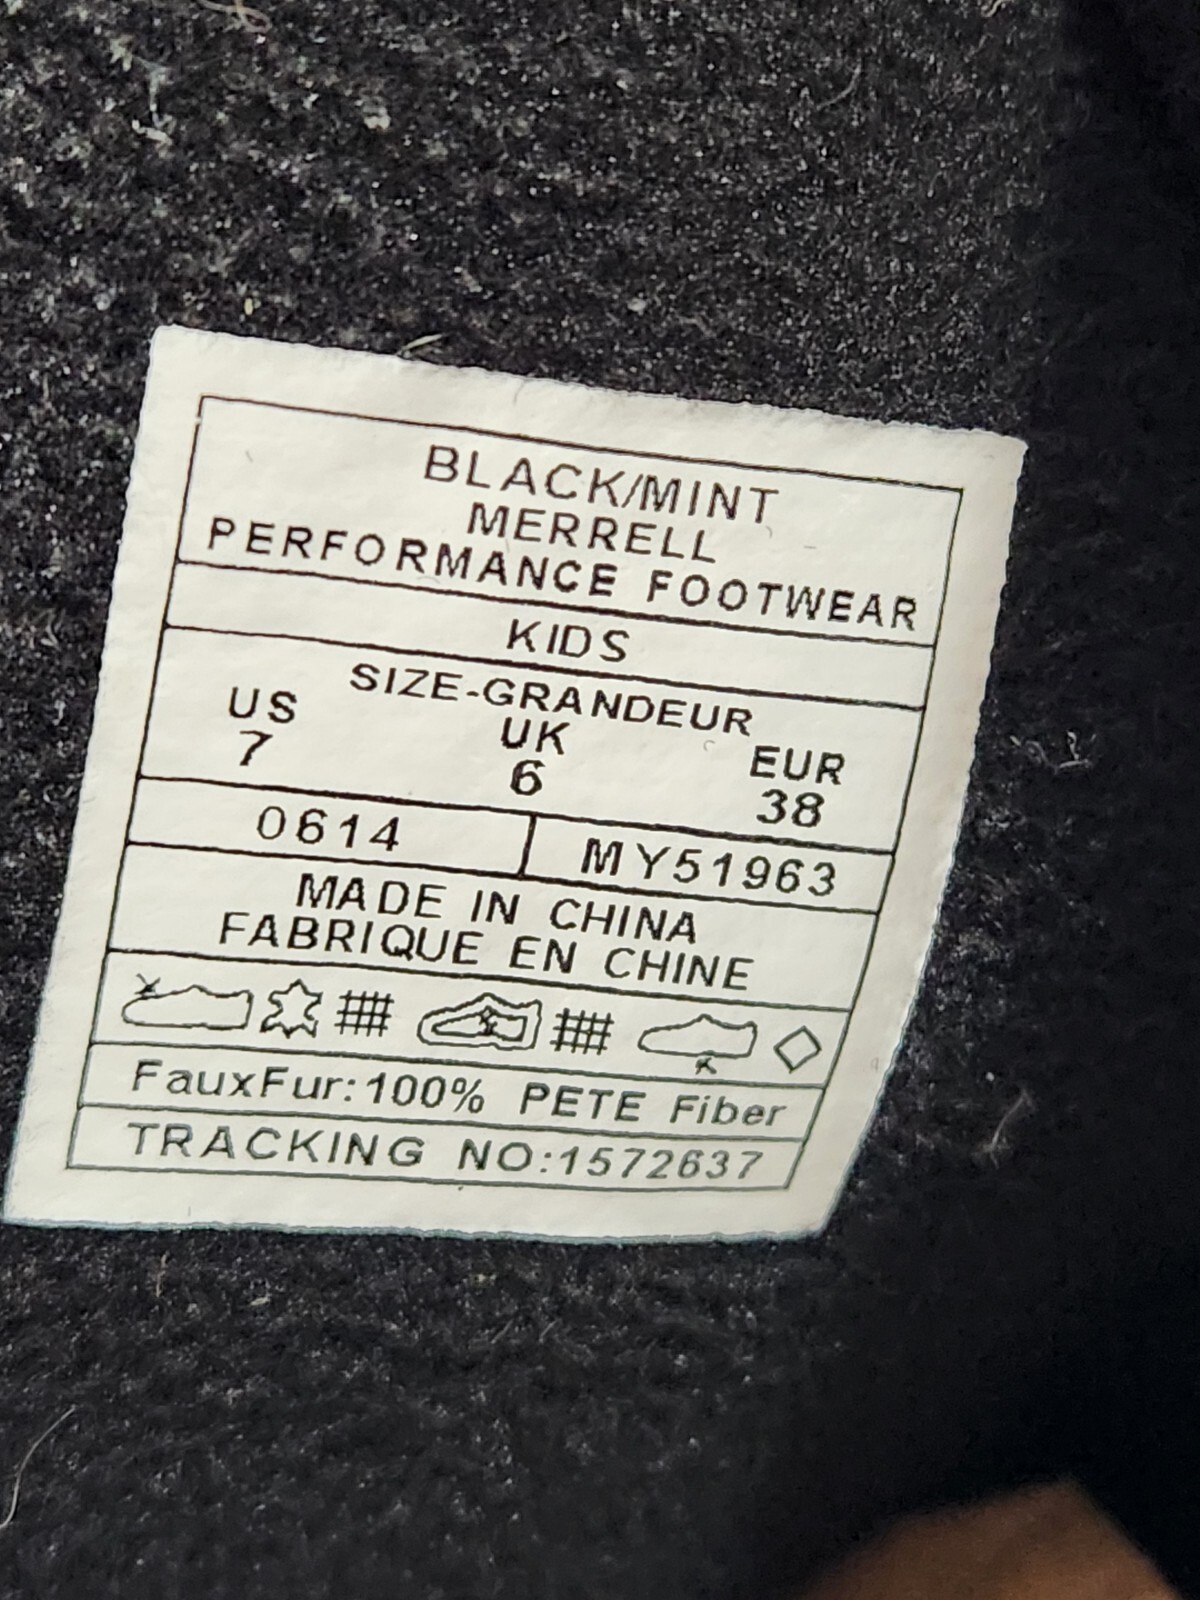 BLACK/MINT
MERRELL
PERFORMANCE FOOTWEAR
KIDS
SIZE-GRANDEUR
US UK EUR
7 6 38
0614 MY51963
MADE IN CHINA
FABRIQUE EN CHINE
FauxFur:100% PETE Fiber
TRACKING NO:1572637